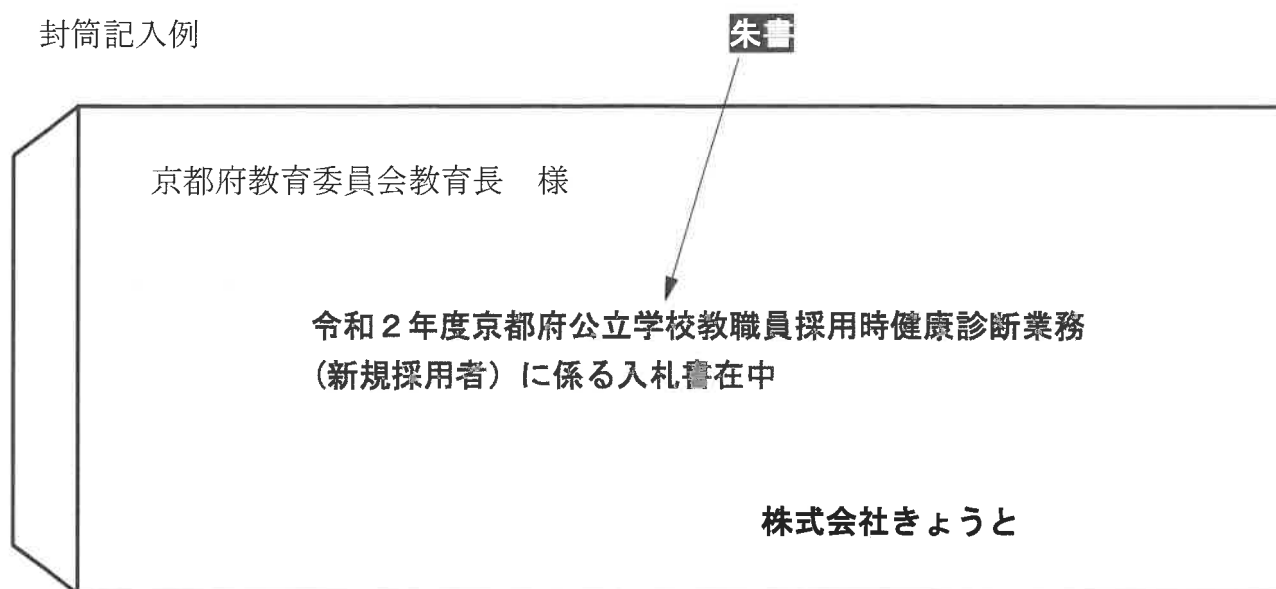 封筒記入例
朱書
京都府教育委員会教育長　様
令和２年度京都府公立学校教職員採用時健康診断業務
（新規採用者）に係る入札書在中
株式会社きょうと